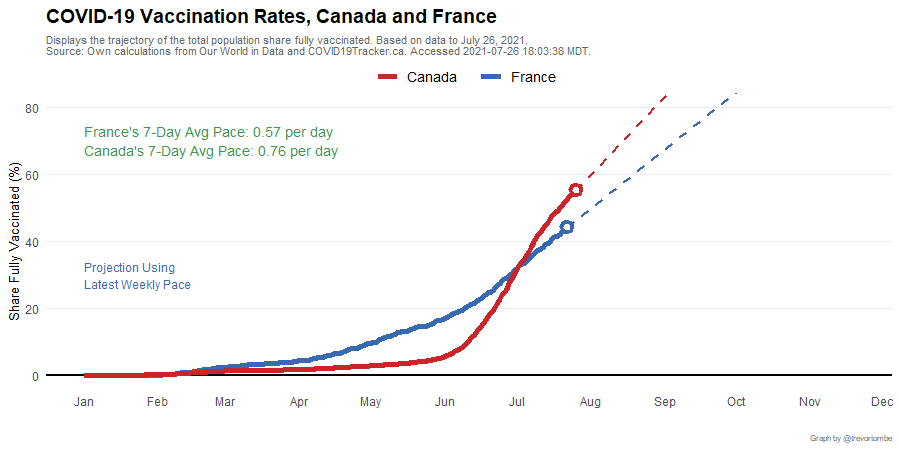 COVID-19 Vaccination Rates, Canada and France
Displays the trajectory of the total population share fully vaccinated. Based on data to July 26, 2021.
Source: Own calculations from Our World in Data and COVID19Tracker.ca. Accessed 2021-07-26 18:03:38 MDT.
Canada France
80
France's 7-Day Avg Pace: 0.57 per day
Canada's 7-Day Avg Pace: 0.76 per day
60
Share Fully Vaccinated (%)
40
Projection Using
Latest Weekly Pace
20
0
Jan Feb Mar Apr May Jun Jul Aug Sep Oct Nov Dec
Graph by @trevortombe